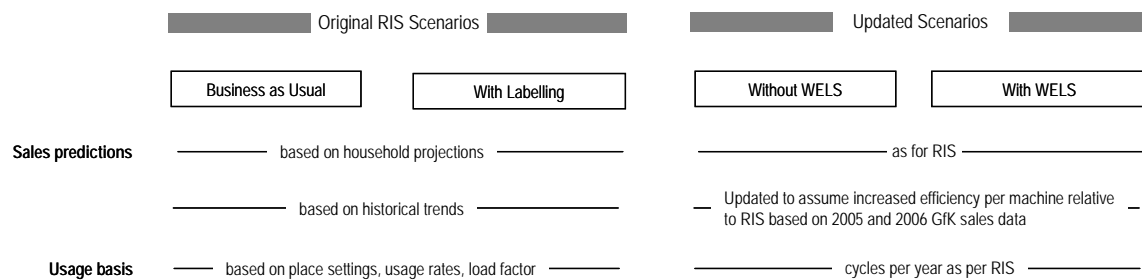 Original RIS Scenarios
Updated Scenarios
Business as Usual
With Labelling
Without WELS
With WELS
Sales predictions
based on household projections
as for RIS
based on historical trends
Updated to assume increased efficiency per machine relative
to RIS based on 2005 and 2006 GfK sales data
Usage basis
based on place settings, usage rates, load factor
cycles per year as per RIS